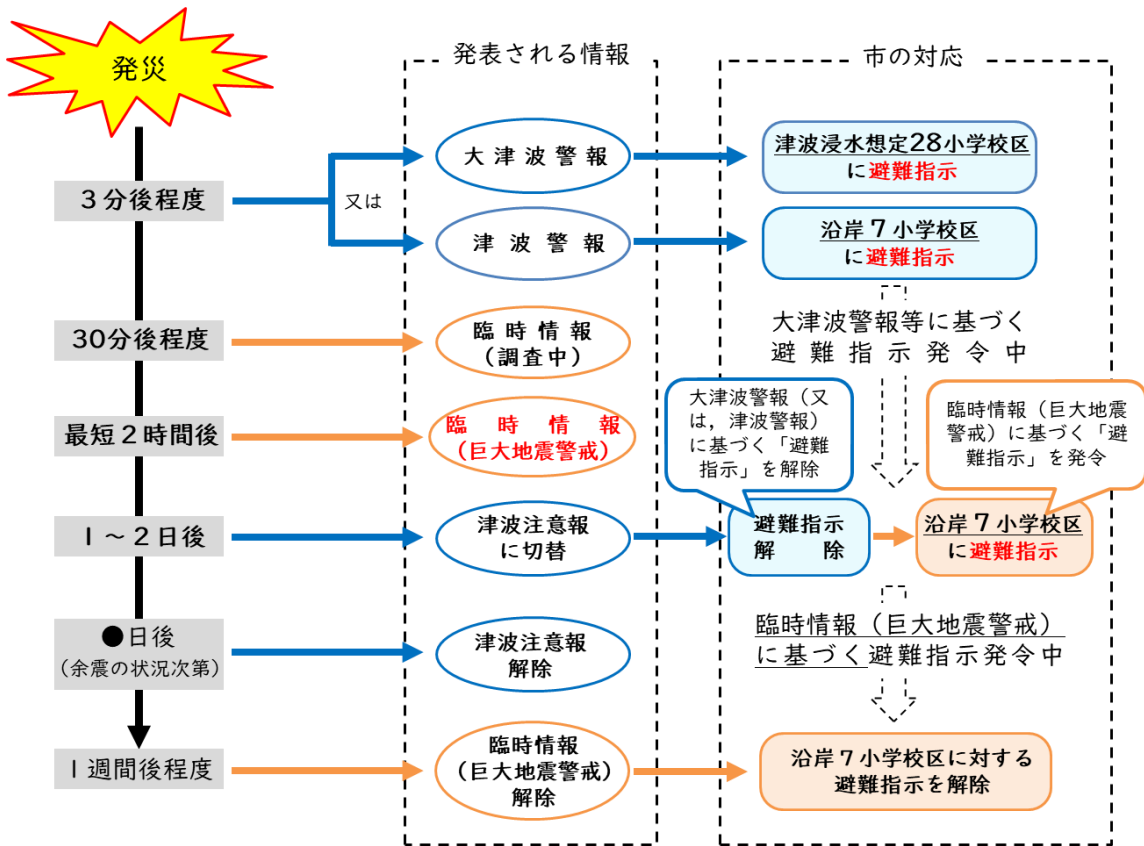 発災
発表される情報
市の対応
3分後程度
又は
大津波警報
津波浸水想定28小学校区
に避難指示
津波警報
沿岸7小学校区
に避難指示
30分後程度
臨時情報
(調査中)
大津波警報等に基づく
避難指示発令中
最短2時間後
臨時情報
(巨大地震警戒)
大津波警報(又
は,津波警報)
に基づく「避難
指示」を解除
臨時情報(巨大地震
警戒)に基づく「避
難指示」を発令
1~2日後
津波注意報
に切替
避難指示
解除
沿岸7小学校区
に避難指示
●日後
(余震の状況次第)
津波注意報
解除
臨時情報(巨大地震警戒)
に基づく避難指示発令中
1週間後程度
臨時情報
(巨大地震警戒)
解除
沿岸7小学校区に対する
避難指示を解除